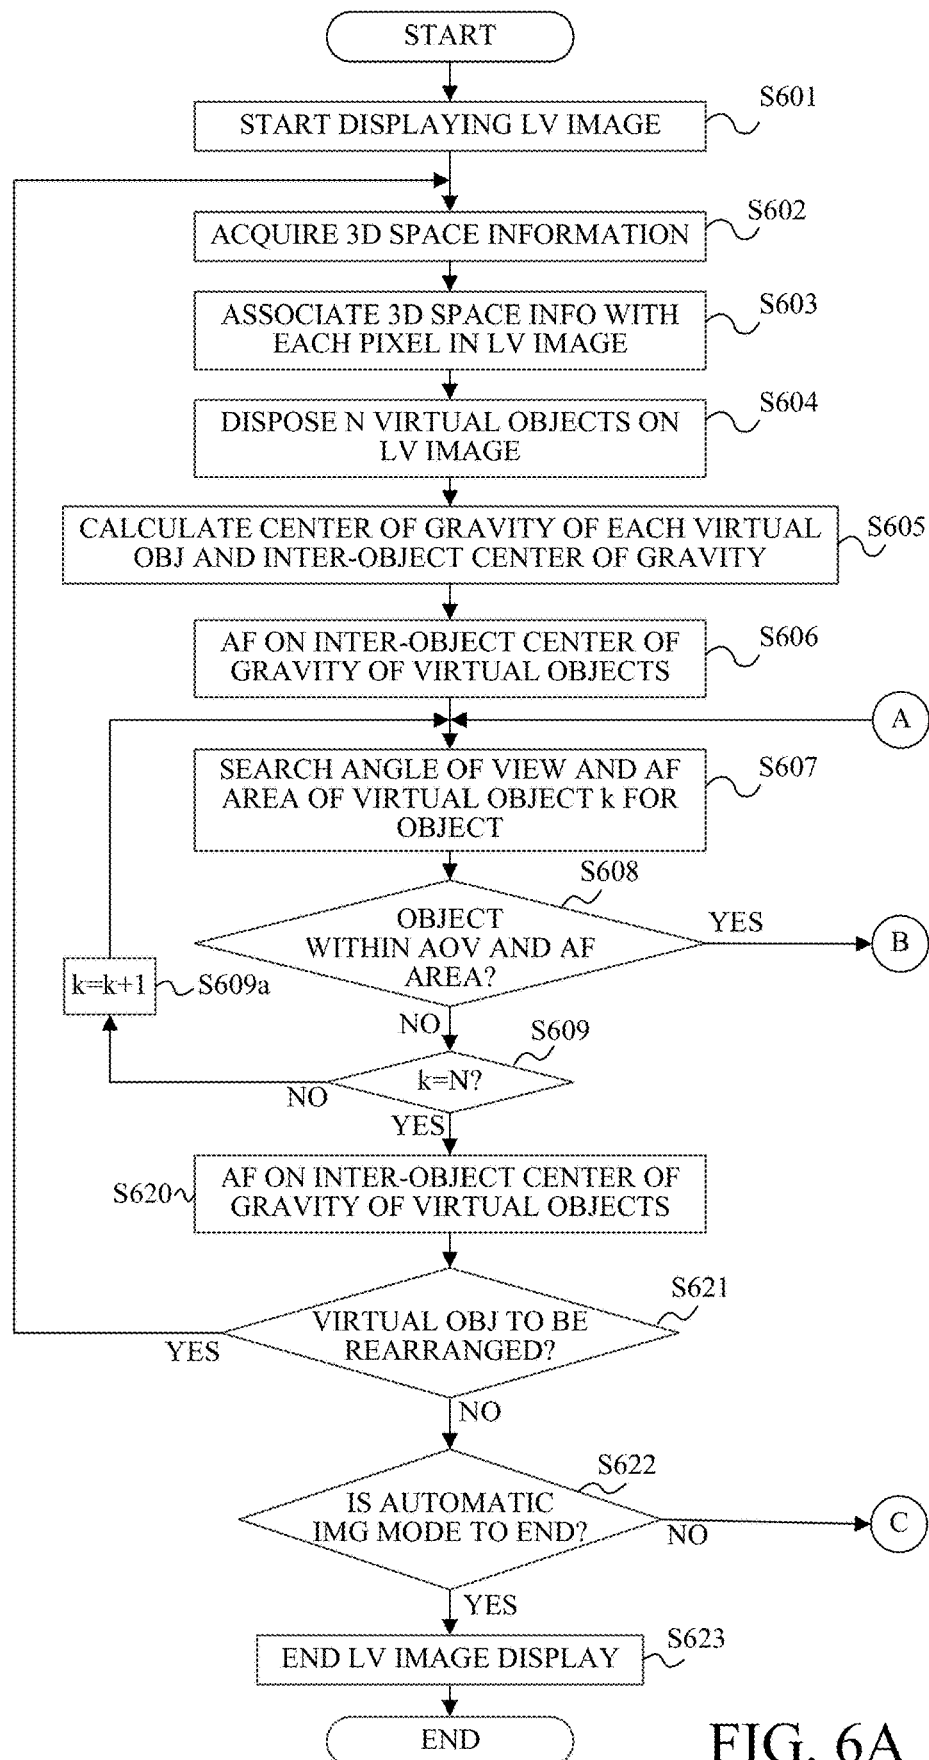 START
START DISPLAYING LV IMAGE
S601
ACQUIRE 3D SPACE INFORMATION
S602
ASSOCIATE 3D SPACE INFO WITH
EACH PIXEL IN LV IMAGE
S603
DISPOSE N VIRTUAL OBJECTS ON
LV IMAGE
S604
CALCULATE CENTER OF GRAVITY OF EACH VIRTUAL
OBJ AND INTER-OBJECT CENTER OF GRAVITY
S605
AF ON INTER-OBJECT CENTER OF
GRAVITY OF VIRTUAL OBJECTS
S606
A
SEARCH ANGLE OF VIEW AND AF
AREA OF VIRTUAL OBJECT k FOR
OBJECT
S607
S608
OBJECT
WITHIN AOV AND AF
AREA?
YES
B
k=k+1
S609a
NO
S609
k=N?
NO
YES
S620
AF ON INTER-OBJECT CENTER OF
GRAVITY OF VIRTUAL OBJECTS
S621
VIRTUAL OBJ TO BE
REARRANGED?
YES
NO
S622
IS AUTOMATIC
IMG MODE TO END?
NO
C
YES
END LV IMAGE DISPLAY
S623
END
FIG. 6A